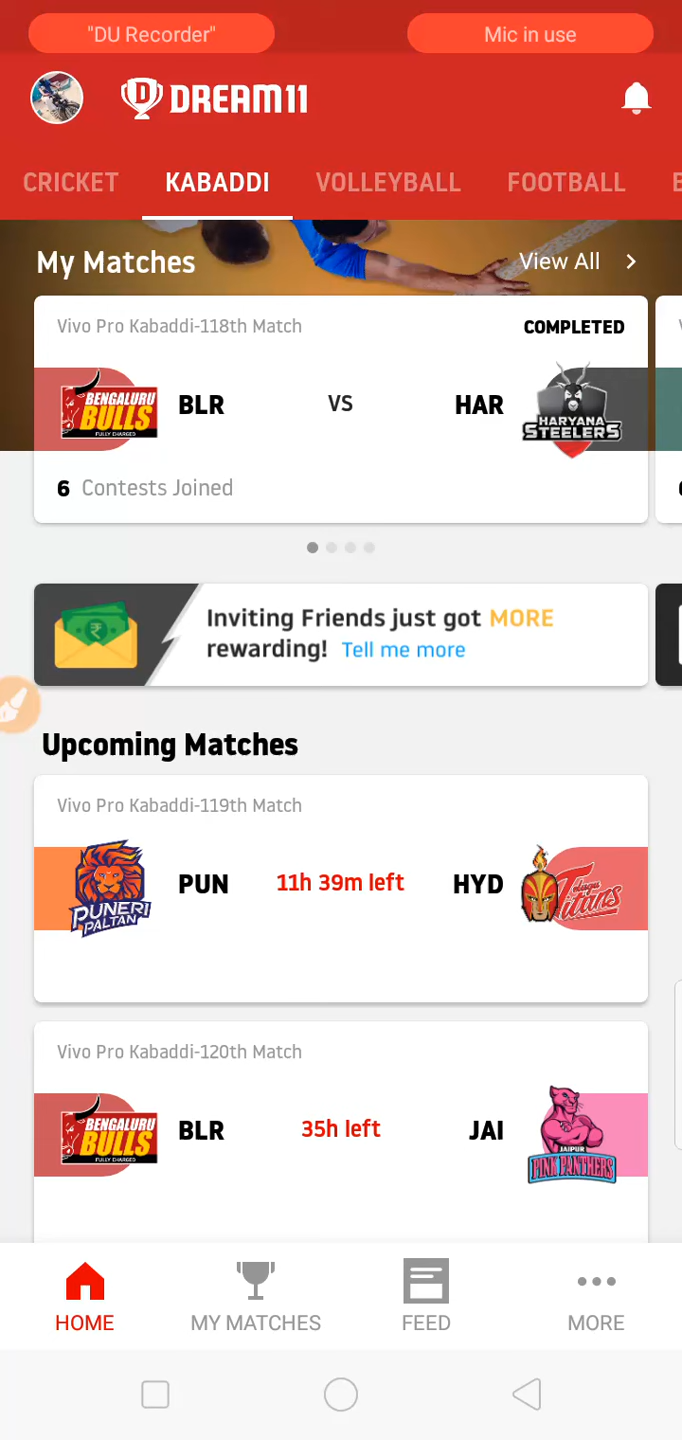 "DU Recorder" Mic in use
D DREAM11
CRICKET KABADDI VOLLEYBALL FOOTBALL
My Matches View All
Vivo Pro Kabaddi-118th Match COMPLETED
BENGALURU BULLS FULLY CHARGED BLR VS HAR HARYANA STEELERS
6 Contests Joined
Inviting Friends just got MORE
rewarding! Tell me more
Upcoming Matches
Vivo Pro Kabaddi-119th Match
PUNERI PALTAN PUN 11h 39m left HYD Telugu Titans
Vivo Pro Kabaddi-120th Match
BENGALURU BULLS FULLY CHARGED BLR 35h left JAI JAIPUR PINK PANTHERS
HOME MY MATCHES FEED MORE